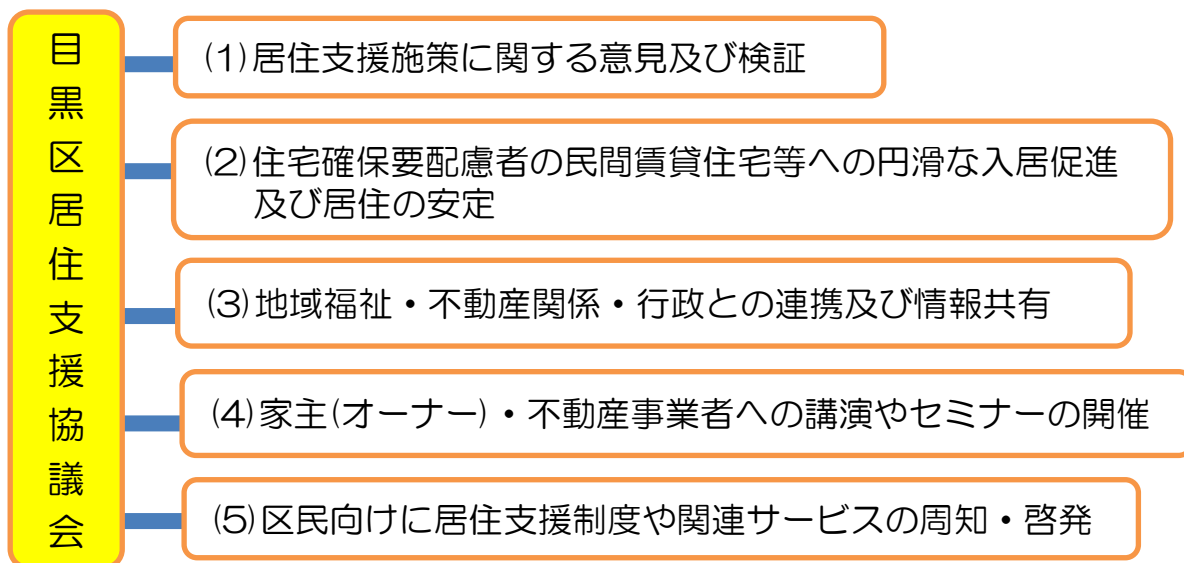 目黒区居住支援協議会
(1)居住支援施策に関する意見及び検証
(2)住宅確保要配慮者の民間賃貸住宅等への円滑な入居促進
及び居住の安定
(3)地域福祉・不動産関係・行政との連携及び情報共有
(4)家主(オーナー)・不動産事業者への講演やセミナーの開催
(5)区民向けに居住支援制度や関連サービスの周知・啓発